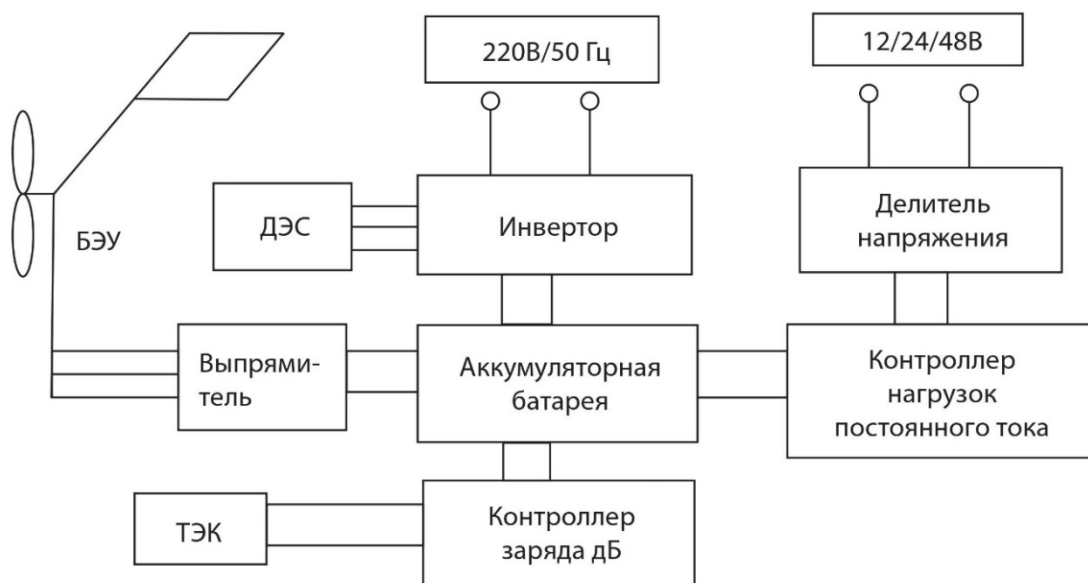 220В/50 Гц
12/24/48В
БЭУ
ДЭС
Инвертор
Делитель
напряжения
Выпрями-
тель
Аккумуляторная
батарея
Контроллер
нагрузок
постоянного тока
ТЭК
Контроллер
заряда дБ